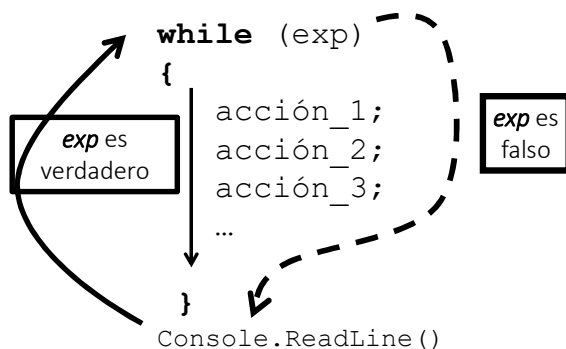 while (exp)
{
exp es
verdadero
acción_1;
acción_2;
acción_3;
…
}
Console.ReadLine()
exp es
falso